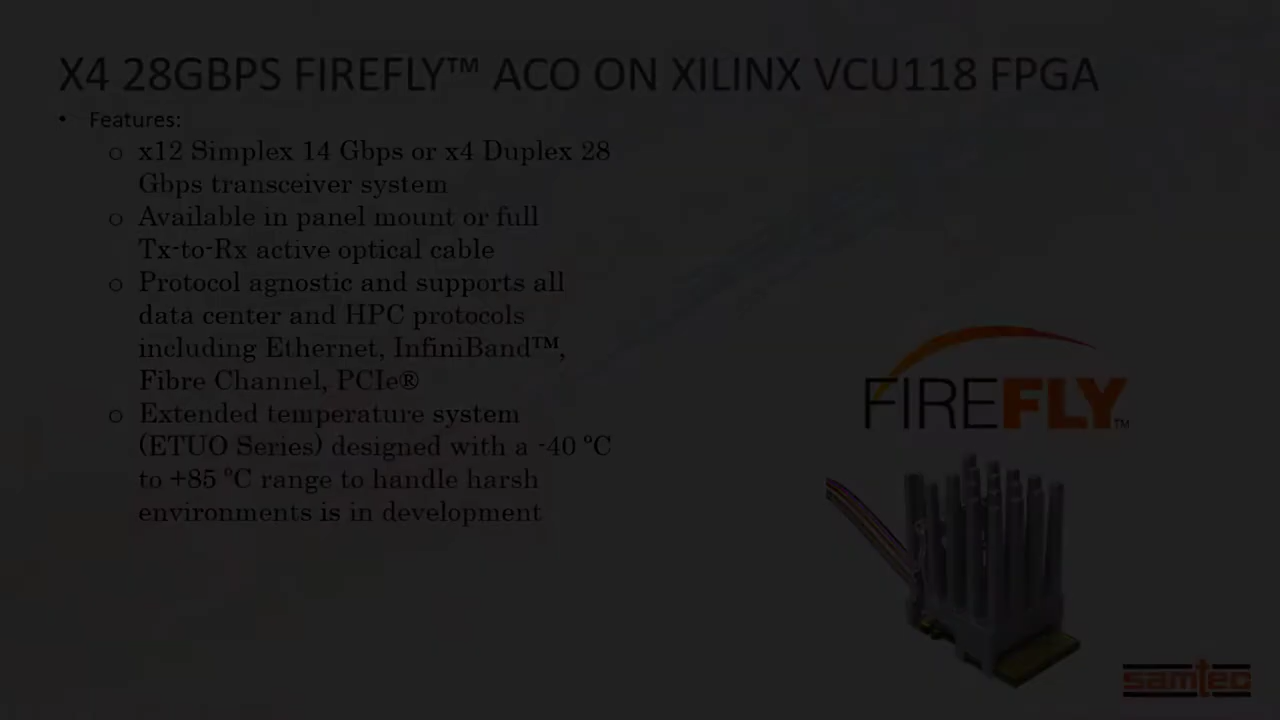 X4 28GBPS FIREFLY™ ACO ON XILINX VCU118 FPGA
• Features:
o x12 Simplex 14 Gbps or x4 Duplex 28
Gbps transceiver system
o Available in panel mount or full
Tx-to-Rx active optical cable
o Protocol agnostic and supports all
data center and HPC protocols
including Ethernet, InfiniBand™,
Fibre Channel, PCIe®
o Extended temperature system
(ETUO Series) designed with a -40 ºC
to +85 ºC range to handle harsh
environments is in development
FIREFLY™
samtec